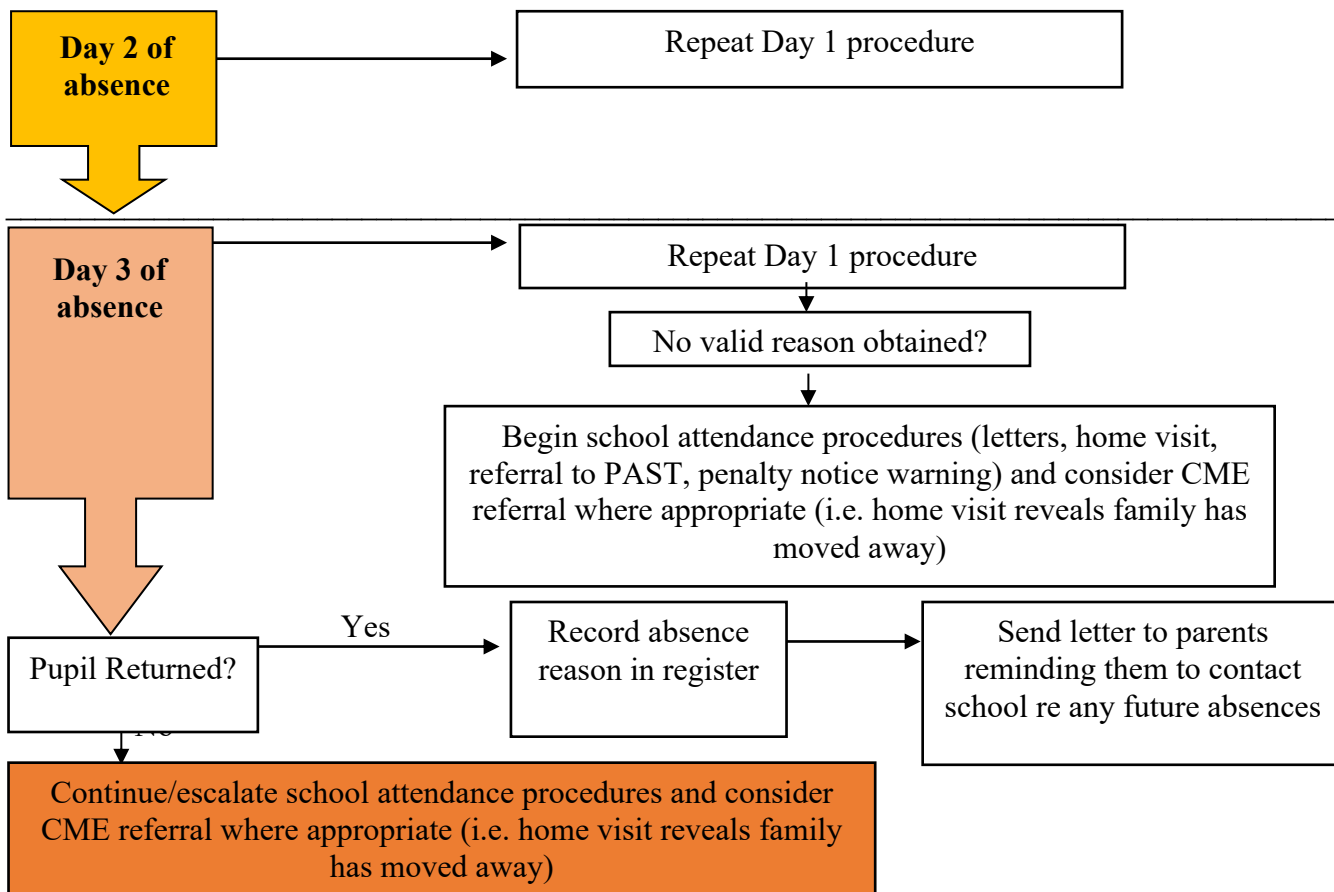 Day 2 of
absence
Repeat Day 1 procedure
Day 3 of
absence
Repeat Day 1 procedure
No valid reason obtained?
Begin school attendance procedures (letters, home visit,
referral to PAST, penalty notice warning) and consider CME
referral where appropriate (i.e. home visit reveals family has
moved away)
Pupil Returned?
Yes
Record absence
reason in register
Send letter to parents
reminding them to contact
school re any future absences
No
Continue/escalate school attendance procedures and consider
CME referral where appropriate (i.e. home visit reveals family
has moved away)